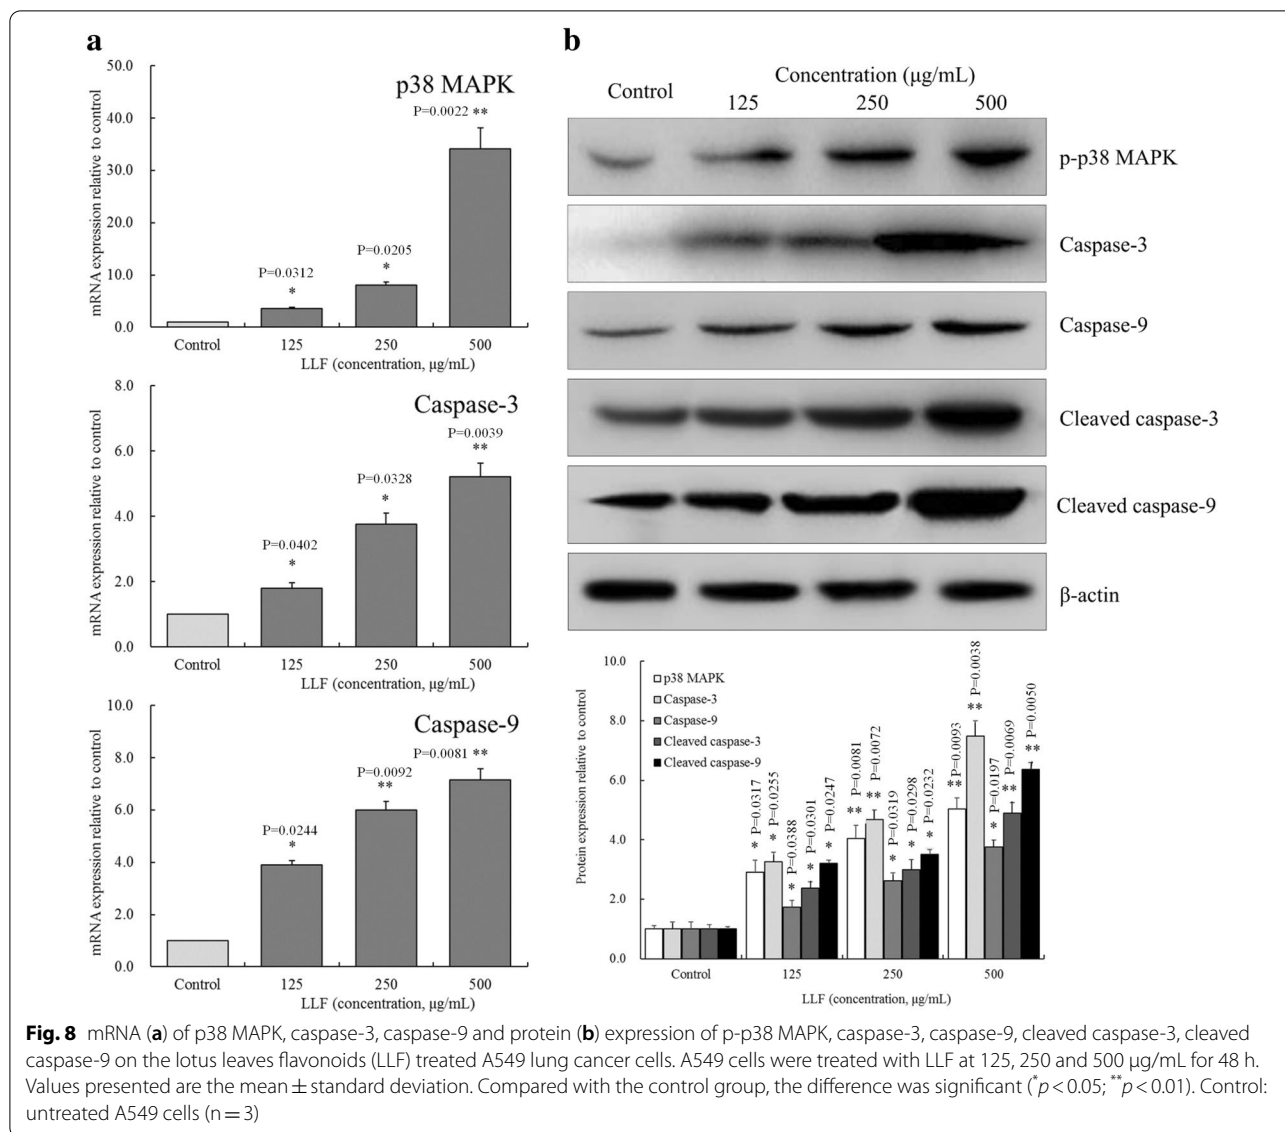 a
50.0
40.0
30.0
20.0
10.0
0.0
mRNA expression relative to control
p38 MAPK
P=0.0312
*
P=0.0205
*
P=0.0022 **
Control 125 250 500
LLF (concentration, μg/mL)
8.0
6.0
4.0
2.0
0.0
mRNA expression relative to control
Caspase-3
P=0.0402
*
P=0.0328
*
P=0.0039
**
Control 125 250 500
LLF (concentration, μg/mL)
10.0
8.0
6.0
4.0
2.0
0.0
mRNA expression relative to control
Caspase-9
P=0.0244
*
P=0.0092
**
P=0.0081 **
Control 125 250 500
LLF (concentration, μg/mL)
b
Concentration (μg/mL)
Control 125 250 500
p-p38 MAPK
Caspase-3
Caspase-9
Cleaved caspase-3
Cleaved caspase-9
β-actin
10.0
8.0
6.0
4.0
2.0
0.0
Protein expression relative to control
p38 MAPK
Caspase-3
Caspase-9
Cleaved caspase-3
Cleaved caspase-9
* P=0.0317
* P=0.0255
* P=0.0388
* P=0.0301
* P=0.0247
** P=0.0081
** P=0.0072
* P=0.0319
* P=0.0298
* P=0.0232
** P=0.0093
** P=0.0038
* P=0.0197
** P=0.0069
** P=0.0050
Control 125 250 500
LLF (concentration, μg/mL)
Fig. 8 mRNA (a) of p38 MAPK, caspase-3, caspase-9 and protein (b) expression of p-p38 MAPK, caspase-3, caspase-9, cleaved caspase-3, cleaved
caspase-9 on the lotus leaves flavonoids (LLF) treated A549 lung cancer cells. A549 cells were treated with LLF at 125, 250 and 500 μg/mL for 48 h.
Values presented are the mean ± standard deviation. Compared with the control group, the difference was significant (*p < 0.05; **p < 0.01). Control:
untreated A549 cells (n = 3)